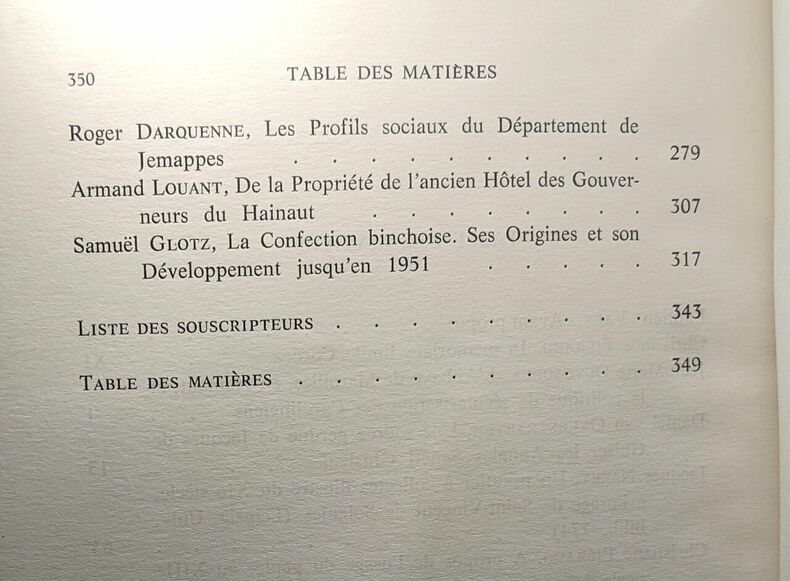 350 TABLE DES MATIÈRES
Roger DARQUENNE, Les Profils sociaux du Département de
Jemappes . . . . . . . . . . 279
Armand LOUANT, De la Propriété de l'ancien Hôtel des Gouver-
neurs du Hainaut . . . . . . . 307
Samuël GLOTZ, La Confection binchoise. Ses Origines et son
Développement jusqu'en 1951 . . . . . 317
LISTE DES SOUSCRIPTEURS . . . . . . . . . 343
TABLE DES MATIÈRES . . . . . . . . . . 349